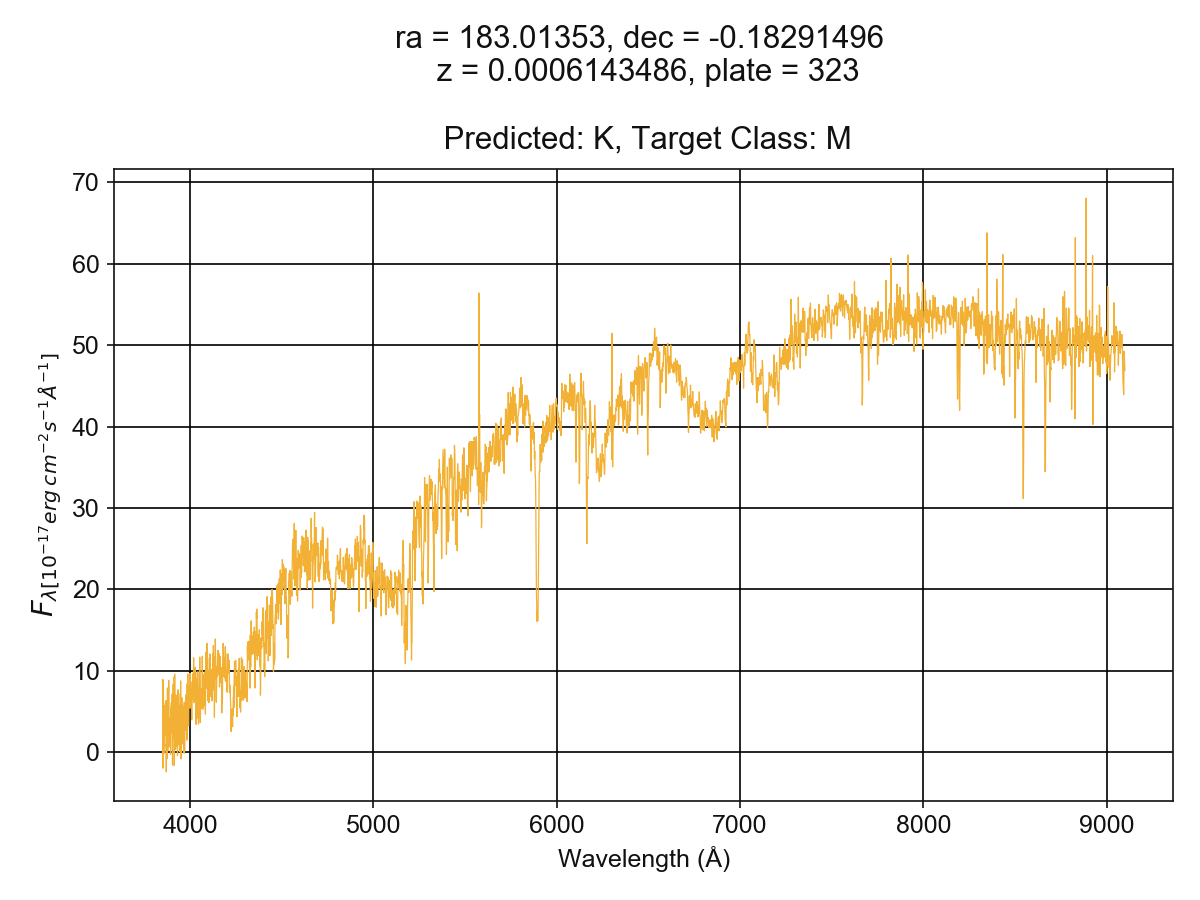 ra = 183.01353, dec = -0.18291496
z = 0.0006143486, plate = 323
Predicted: K, Target Class: M
70
60
50
40
30
20
10
0
F_λ[10^{-17} erg cm^{-2} s^{-1} Å^{-1}]
4000 5000 6000 7000 8000 9000
Wavelength (Å)